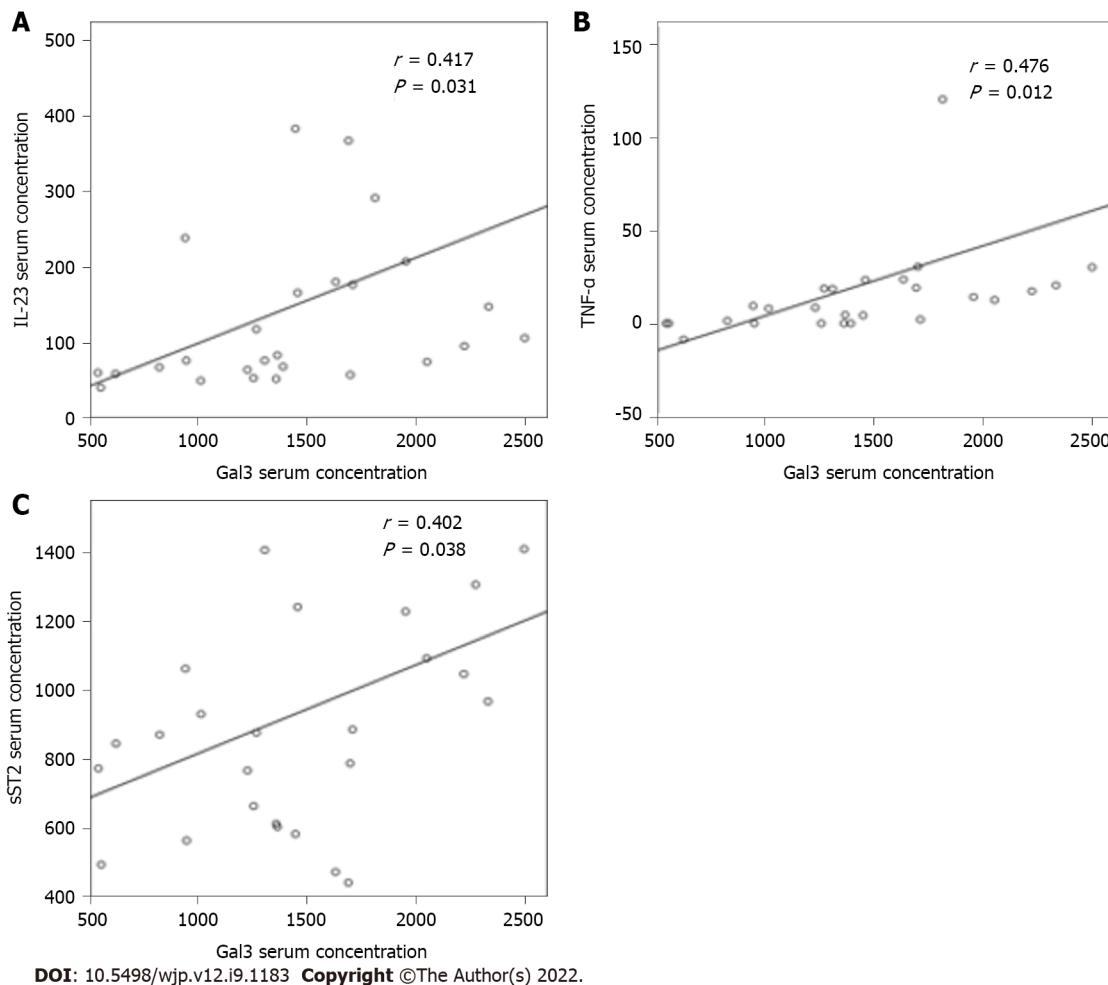 A
500
400
300
200
100
0
IL-23 serum concentration
r = 0.417
P = 0.031
500 1000 1500 2000 2500
Gal3 serum concentration
B
150
100
50
0
-50
TNF-α serum concentration
r = 0.476
P = 0.012
500 1000 1500 2000 2500
Gal3 serum concentration
C
1400
1200
1000
800
600
400
sST2 serum concentration
r = 0.402
P = 0.038
500 1000 1500 2000 2500
Gal3 serum concentration
DOI: 10.5498/wjp.v12.i9.1183 Copyright ©The Author(s) 2022.